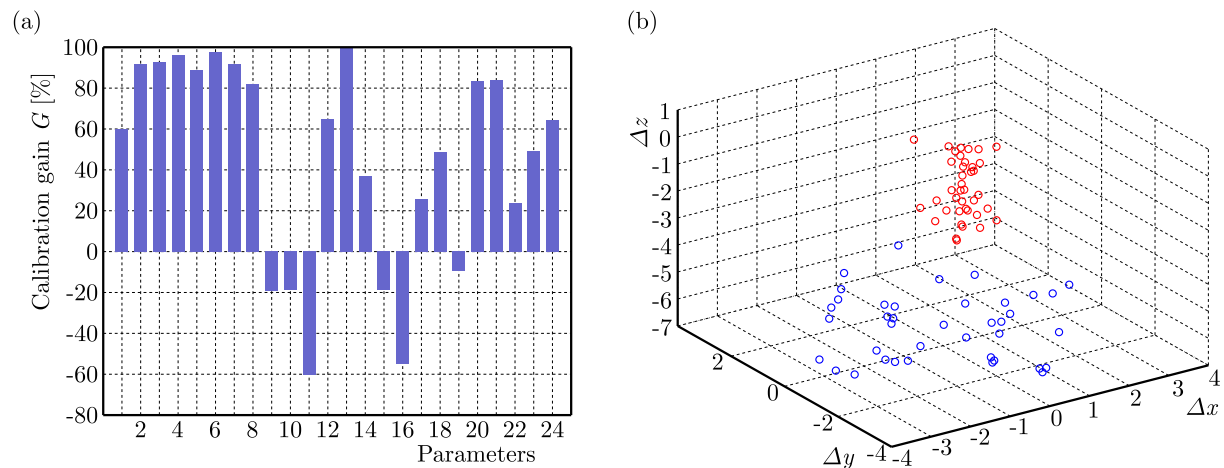 (a)
(b)
Calibration gain G [%]
100
80
60
40
20
0
-20
-40
-60
-80
2 4 6 8 10 12 14 16 18 20 22 24
Parameters
Δz
1
0
-1
-2
-3
-4
-5
-6
-7
2
0
-2
-4
Δy
-4 -3 -2 -1 0 1 2 3 4
Δx